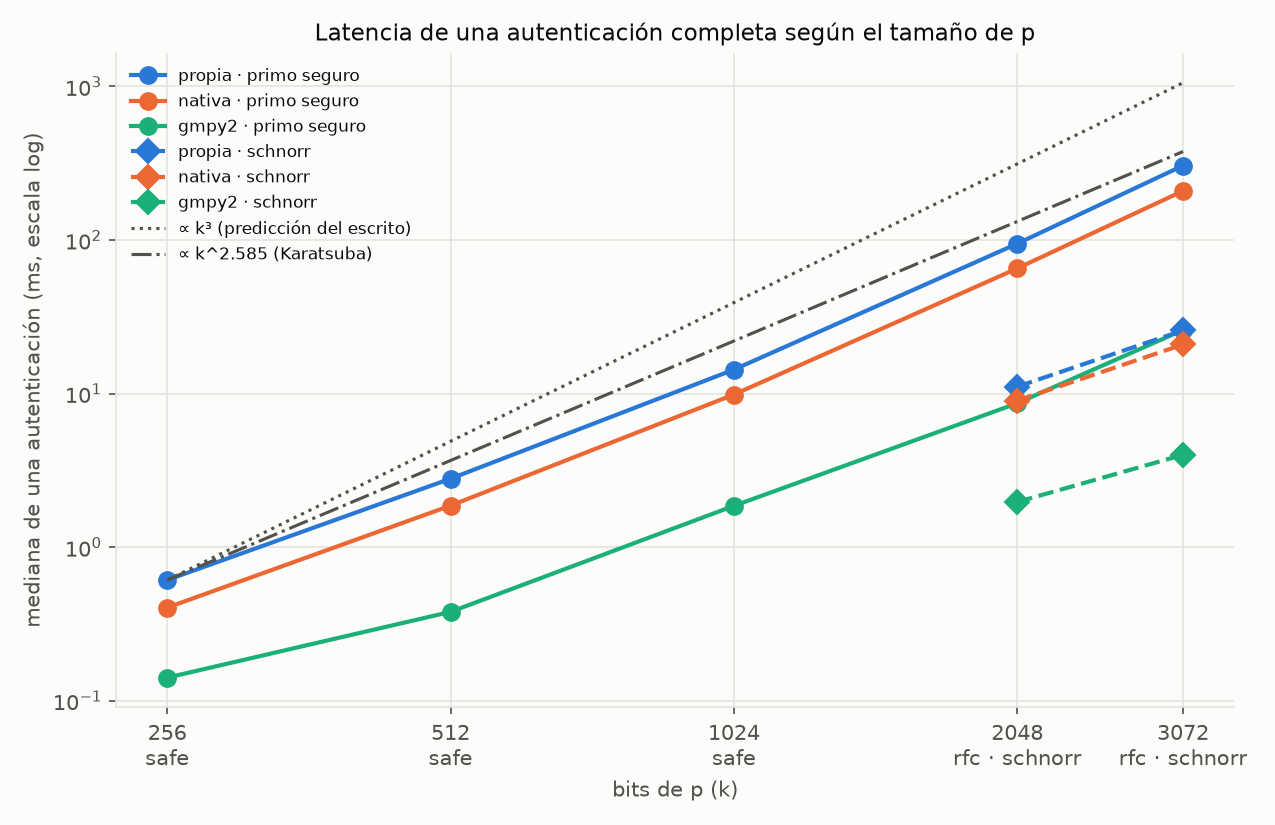 Latencia de una autenticación completa según el tamaño de p
propia · primo seguro
nativa · primo seguro
gmpy2 · primo seguro
propia · schnorr
nativa · schnorr
gmpy2 · schnorr
∝ k³ (predicción del escrito)
∝ k^2.585 (Karatsuba)
mediana de una autenticación (ms, escala log)
10³
10²
10¹
10⁰
10⁻¹
256 512 1024 2048 3072
safe safe safe rfc · schnorr rfc · schnorr
bits de p (k)